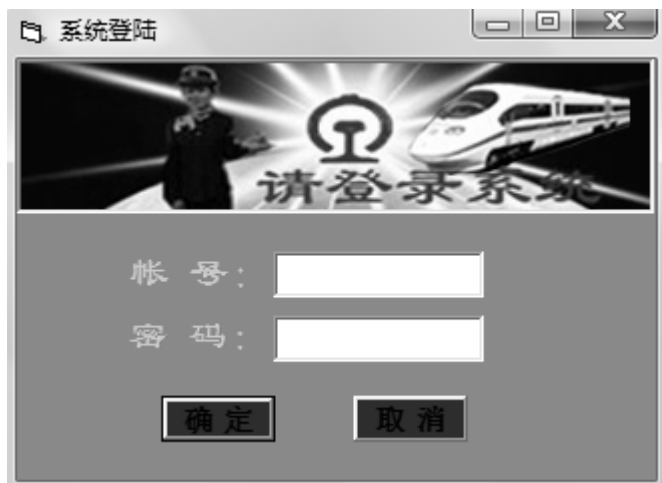 系统登陆
请登录系统
帐 号：
密 码：
确 定
取 消